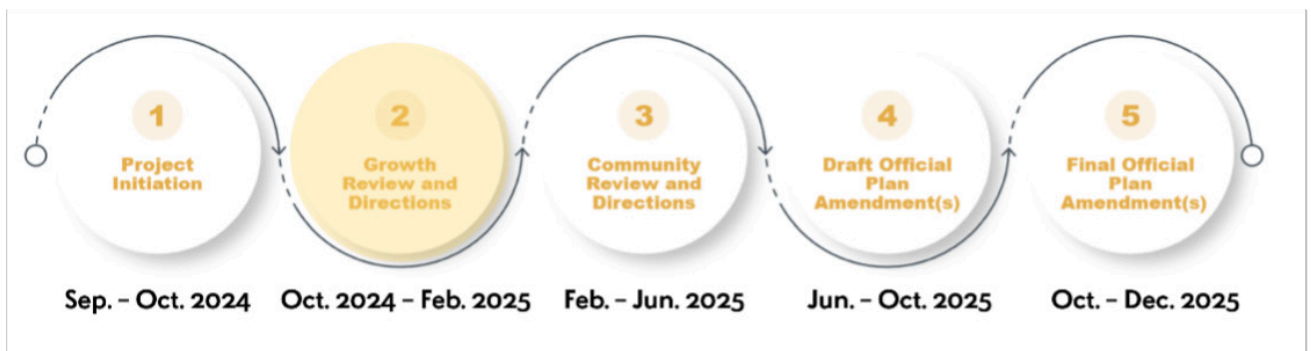 1
Project
Initiation
Sep. – Oct. 2024
2
Growth
Review and
Directions
Oct. 2024 – Feb. 2025
3
Community
Review and
Directions
Feb. – Jun. 2025
4
Draft Official
Plan
Amendment(s)
Jun. – Oct. 2025
5
Final Official
Plan
Amendment(s)
Oct. – Dec. 2025